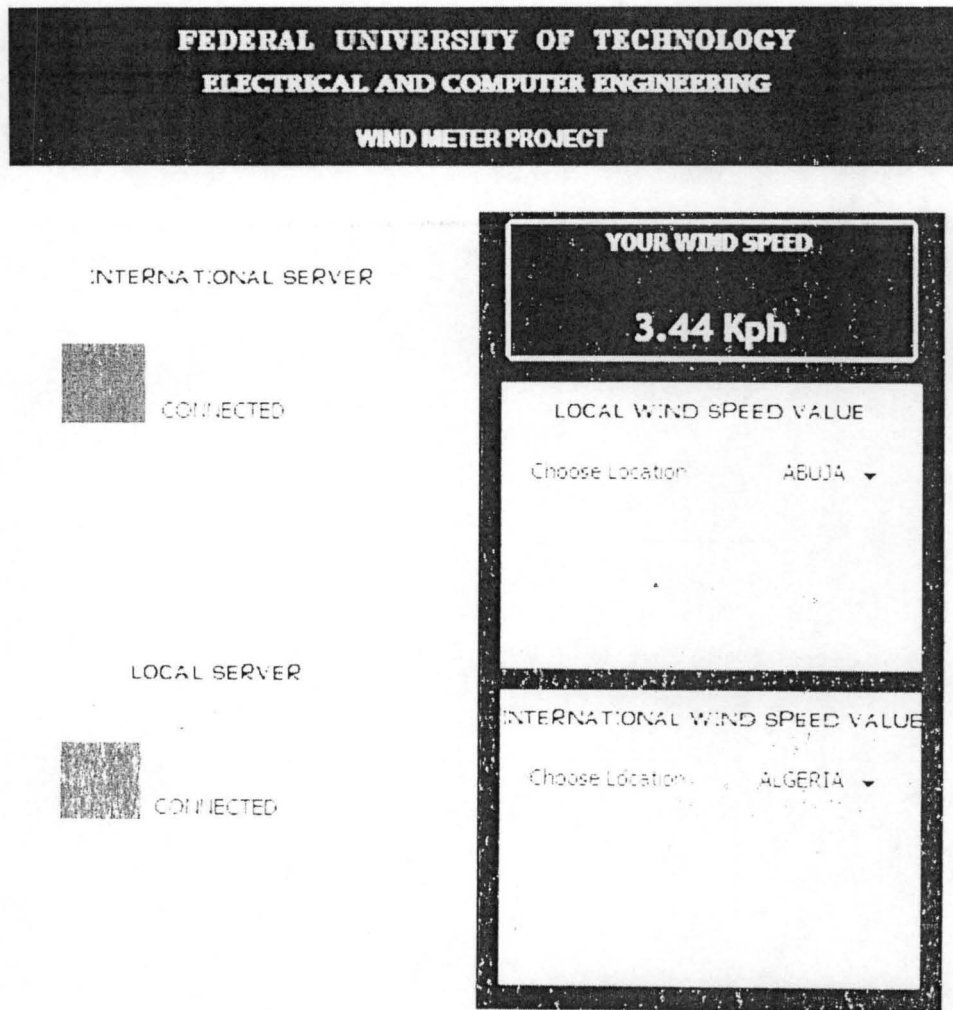 FEDERAL UNIVERSITY OF TECHNOLOGY
ELECTRICAL AND COMPUTER ENGINEERING
WIND METER PROJECT
INTERNATIONAL SERVER
CONNECTED
LOCAL SERVER
CONNECTED
YOUR WIND SPEED
3.44 Kph
LOCAL WIND SPEED VALUE
Choose Location ABUJA
INTERNATIONAL WIND SPEED VALUE
Choose Location ALGERIA